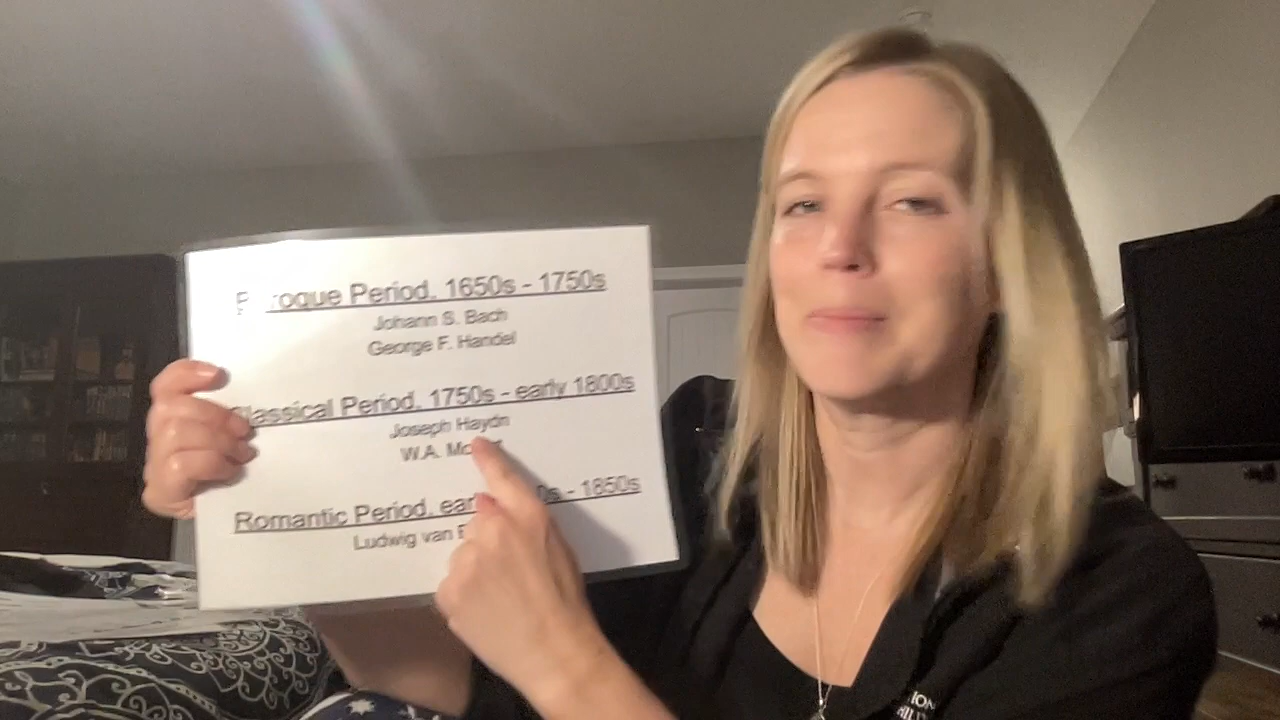 Baroque Period. 1650s - 1750s
Johann S. Bach
George F. Handel
Classical Period. 1750s - early 1800s
Joseph Haydn
W.A.
Romantic Period. - 1850s
Ludwig van